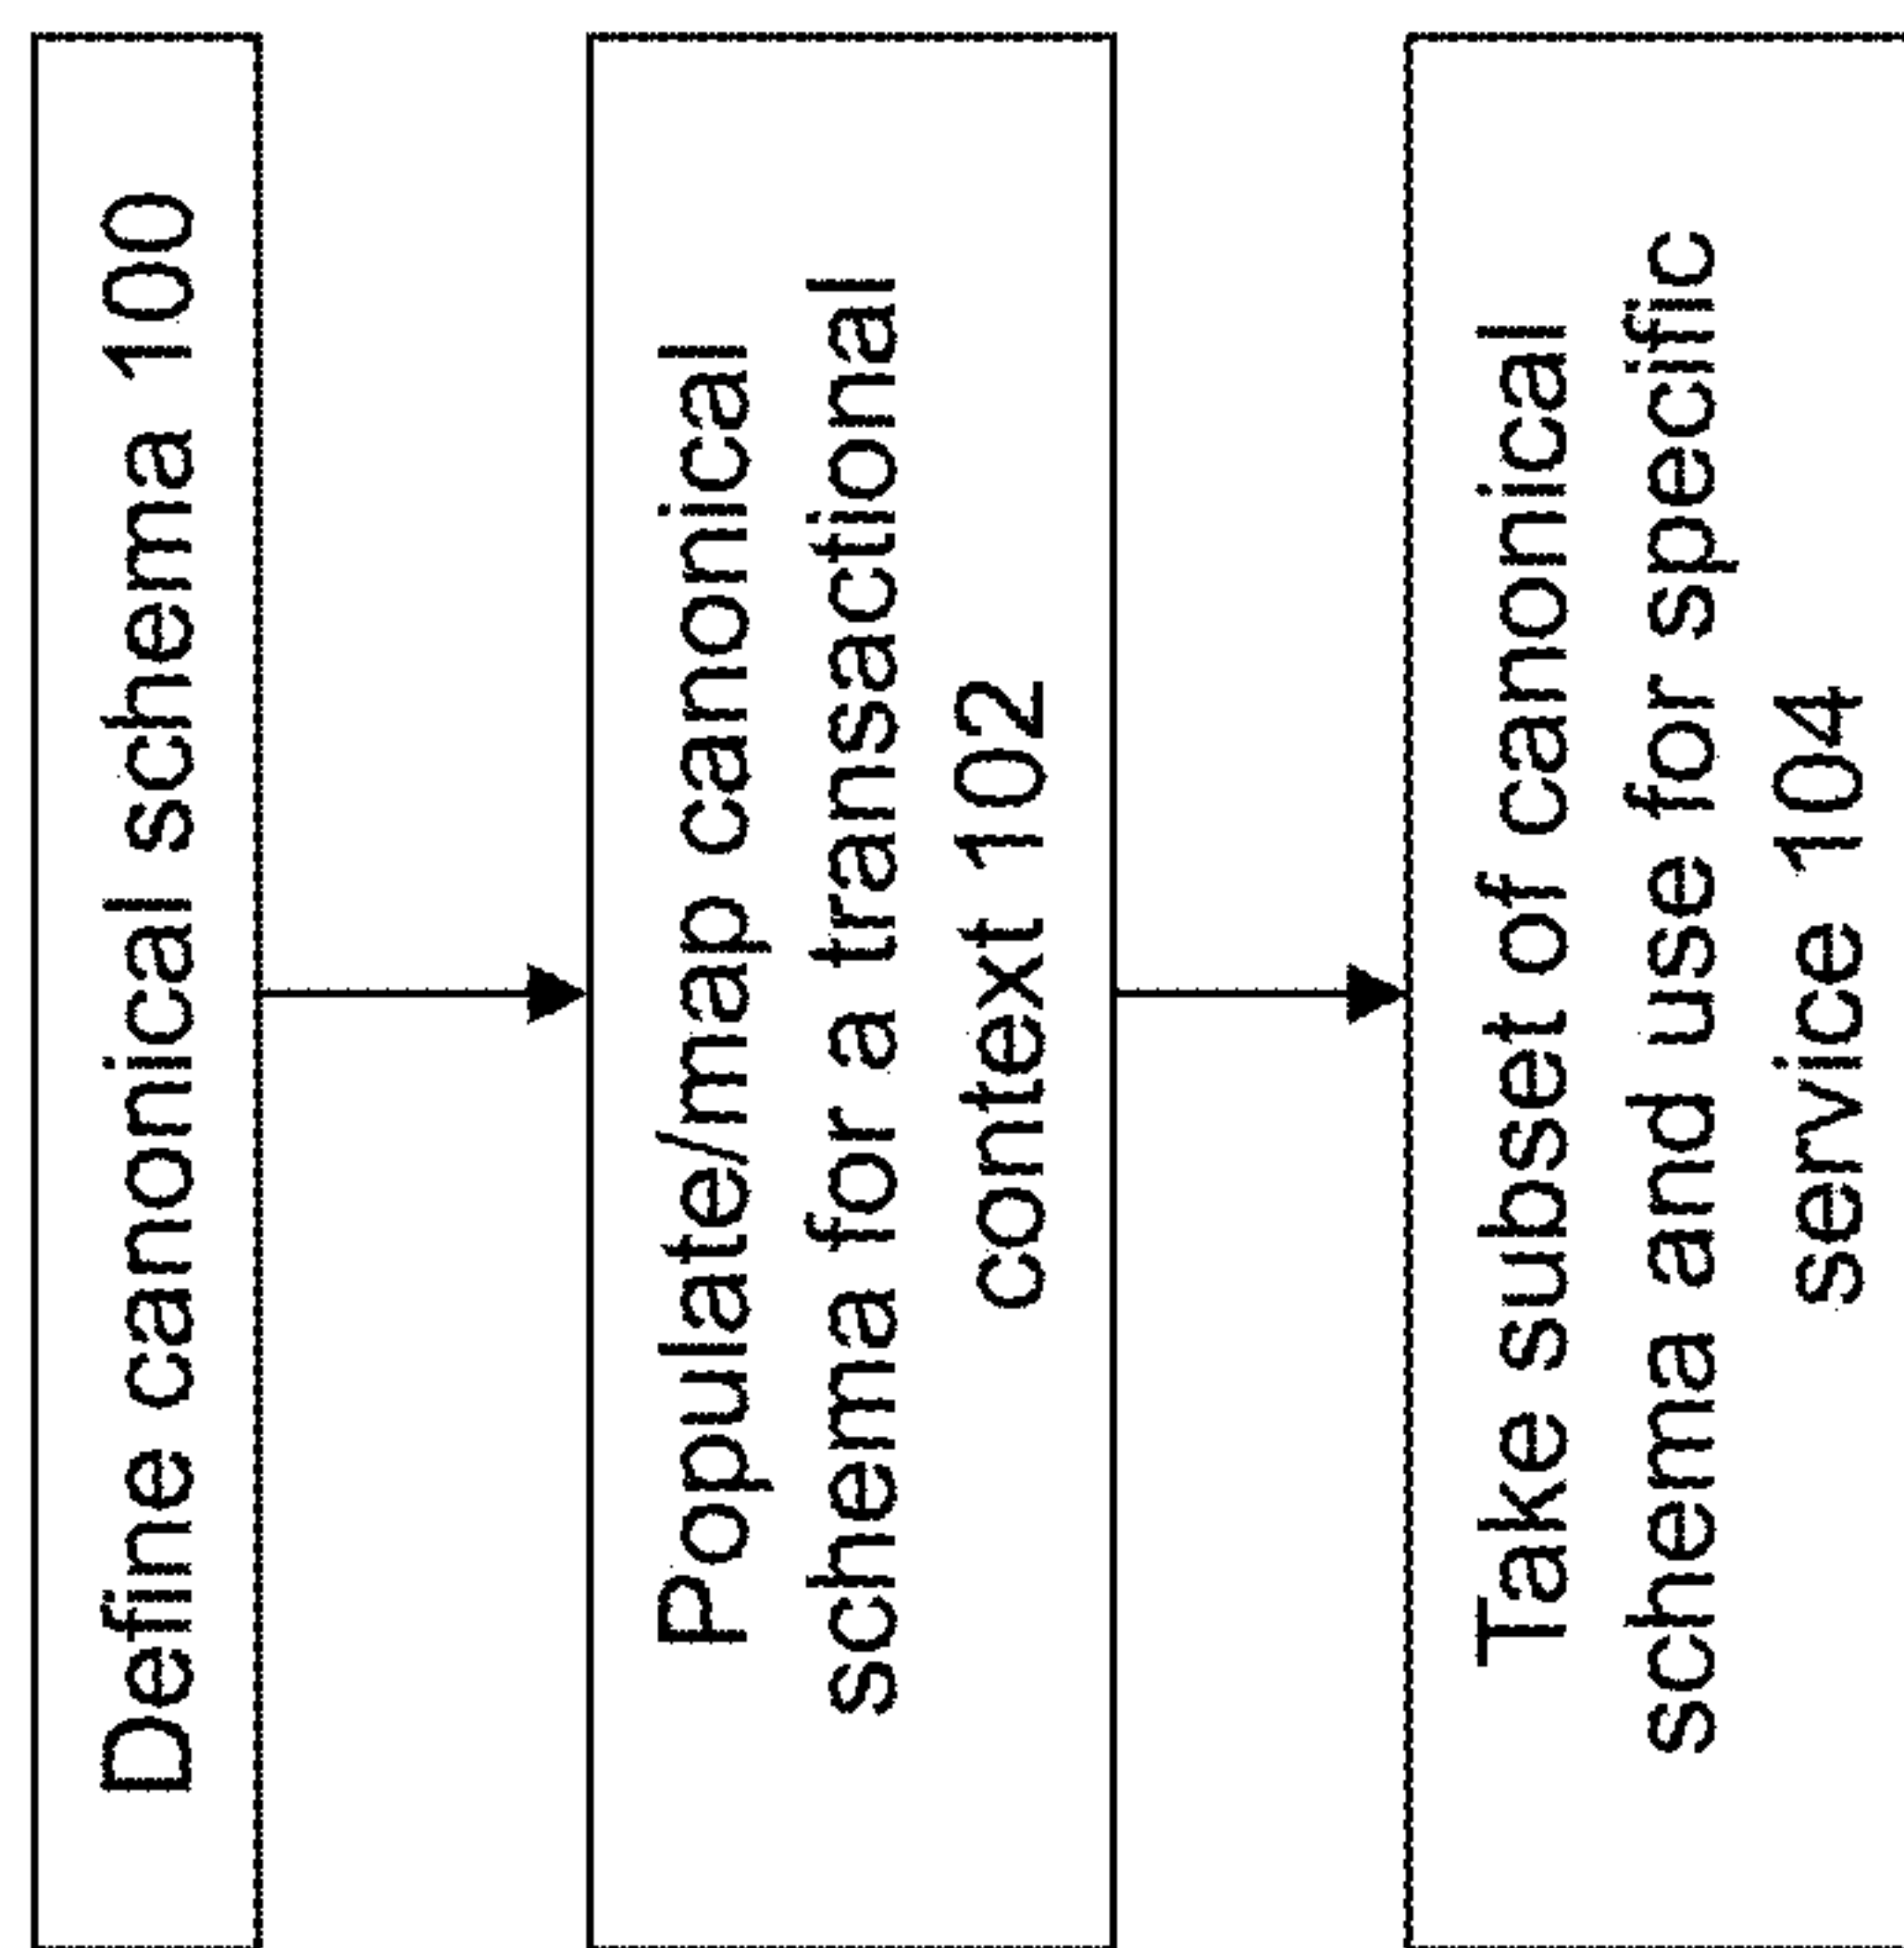 Define canonical schema 100
Populate/map canonical
schema for a transactional
context 102
Take subset of canonical
schema and use for specific
service 104